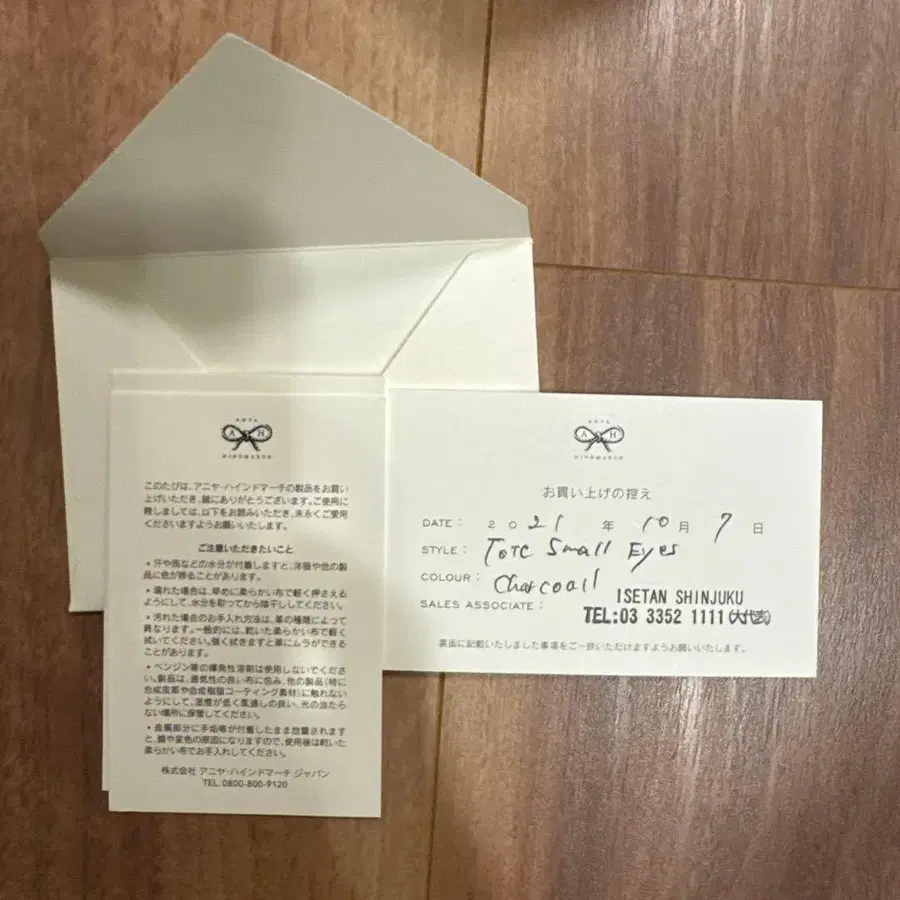 ANYA
A H
HINDMARCH
このたびは、アニヤ・ハインドマーチの製品をお買い
上げいただき、誠にありがとうございます。ご使用に
際しましては、以下をお読みいただき、末永くご愛用
くださいますようお願いいたします。
ご注意いただきたいこと
• 汗や雨などの水分が付着しますと、洋服や他の製
品に色が移ることがあります。
• 濡れた場合は、早めに柔らかい布で軽く押さえる
ようにして、水分を取ってから陰干ししてください。
• 汚れた場合のお手入れ方法は、革の種類によって
異なります。一般的には、乾いた柔らかい布で軽く
拭いてください。強く拭きますと革にムラができる
ことがあります。
• ベンジン等の揮発性溶剤は使用しないでくださ
い。製品は、通気性の良い布に包み、他の製品(特に
合成皮革や合成樹脂コーティング素材)に触れない
ようにして、湿度が低く風通しの良い、光の当たら
ない場所に保管してください。
• 金属部分に手垢等が付着したまま放置されます
と、錆や変色の原因になりますので、使用後は乾いた
柔らかい布でお手入れしてください。
株式会社 アニヤ・ハインドマーチ ジャパン
TEL.0800-800-9120
ANYA
A H
HINDMARCH
お買い上げの控え
DATE: 2021 年 10 月 7 日
STYLE: Tote Small Eyes
COLOUR: Charcoall
SALES ASSOCIATE: ISETAN SHINJUKU
TEL:03 3352 1111(大代表)
裏面に記載いたしました事項をご一読いただけますようお願いいたします。